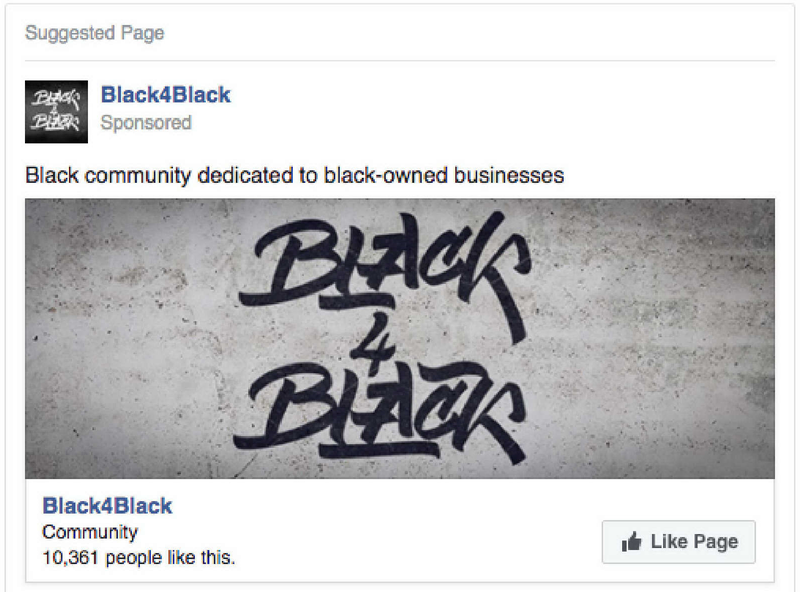 Suggested Page
BLACK
4
BLACK
Black4Black
Sponsored
Black community dedicated to black-owned businesses
BLACK
4
BLACK
Black4Black
Community
10,361 people like this.
Like Page